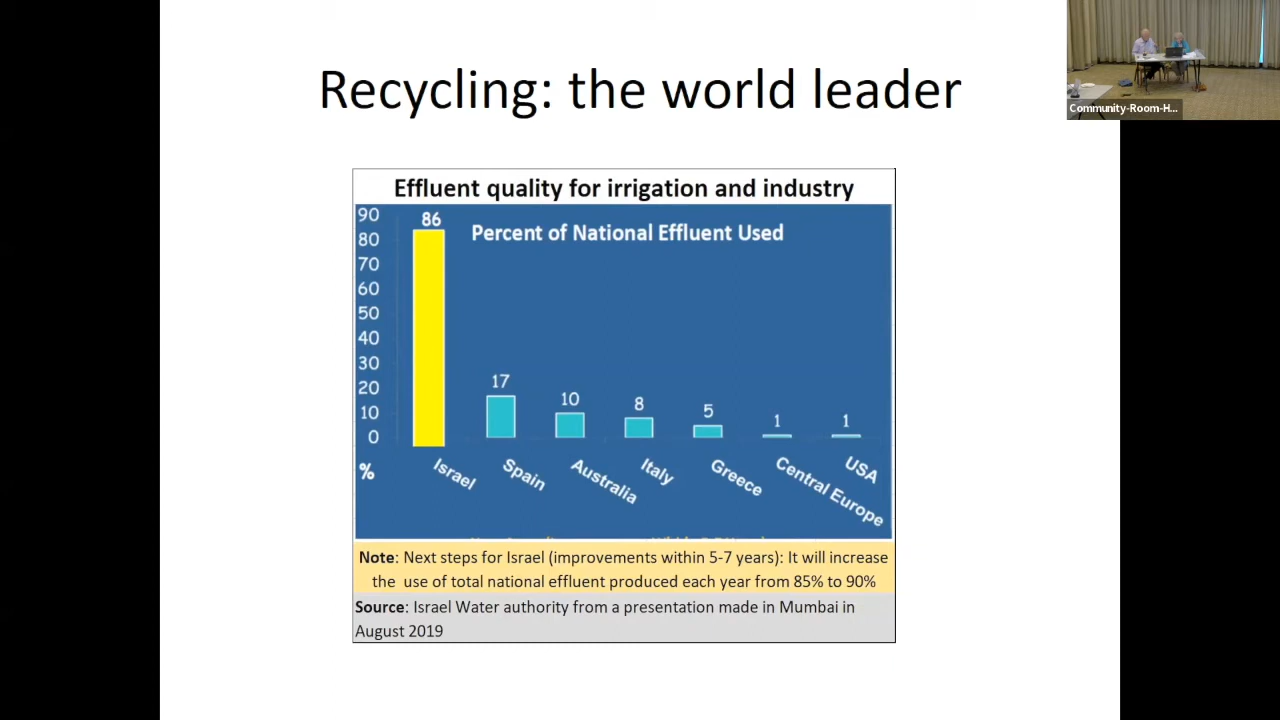 Recycling: the world leader
Community-Room-H...
Effluent quality for irrigation and industry
Percent of National Effluent Used
90
80
70
60
50
40
30
20
10
0
%
86
17
10
8
5
1
1
Israel
Spain
Australia
Italy
Greece
Central Europe
USA
Note: Next steps for Israel (improvements within 5-7 years): It will increase
the use of total national effluent produced each year from 85% to 90%
Source: Israel Water authority from a presentation made in Mumbai in
August 2019